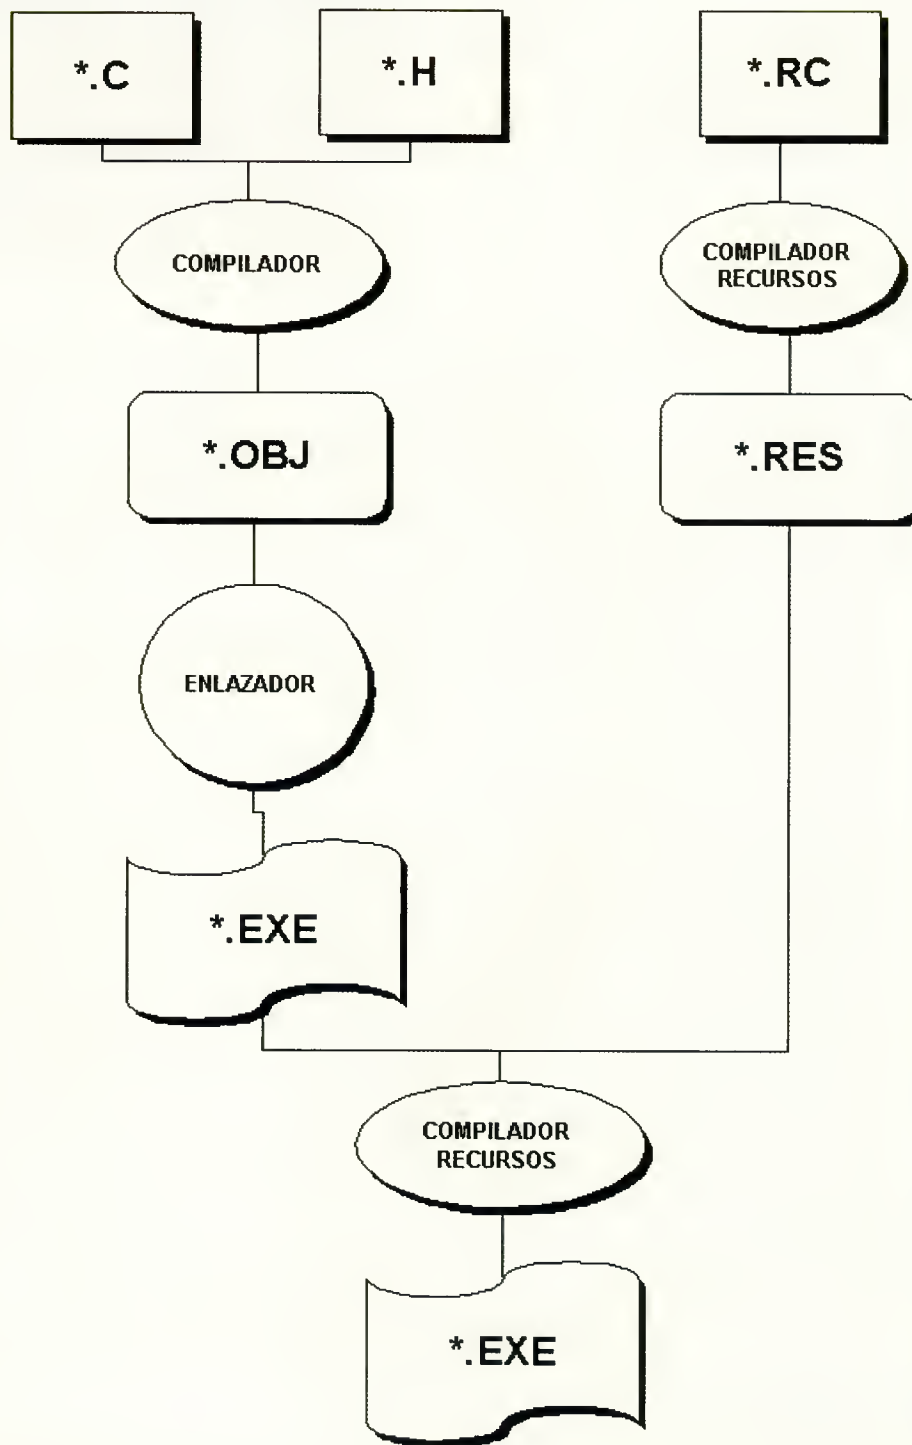 *.C
*.H
*.RC
COMPILADOR
COMPILADOR
RECURSOS
*.OBJ
*.RES
ENLAZADOR
*.EXE
COMPILADOR
RECURSOS
*.EXE